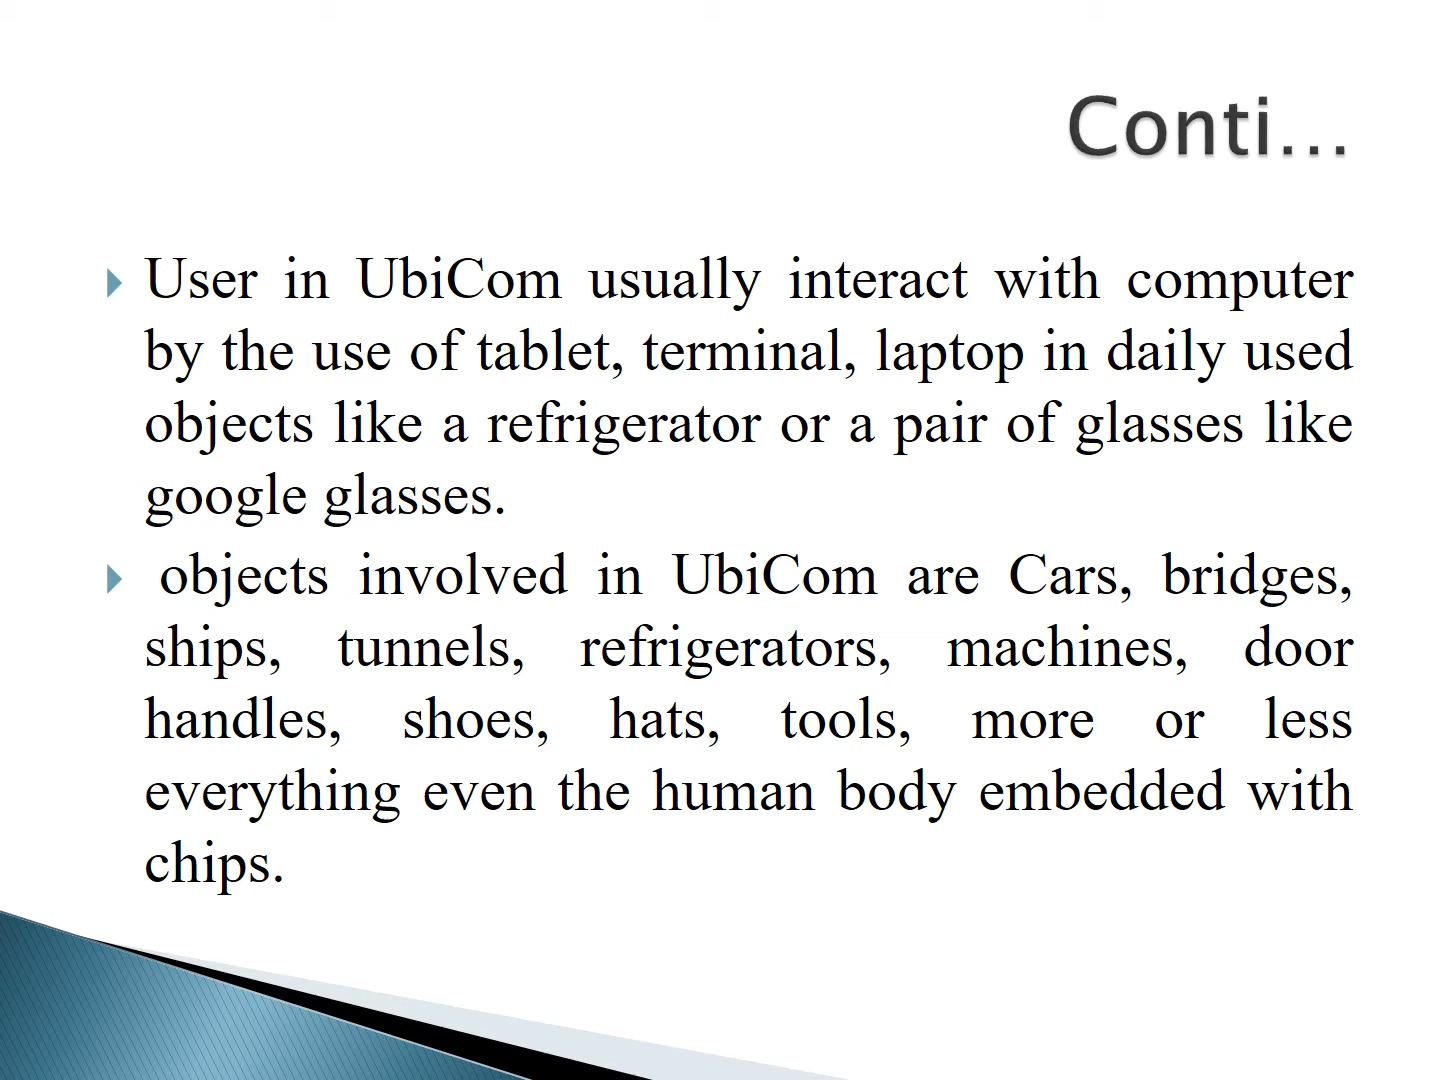 Conti...
User in UbiCom usually interact with computer
by the use of tablet, terminal, laptop in daily used
objects like a refrigerator or a pair of glasses like
google glasses.
objects involved in UbiCom are Cars, bridges,
ships, tunnels, refrigerators, machines, door
handles, shoes, hats, tools, more or less
everything even the human body embedded with
chips.